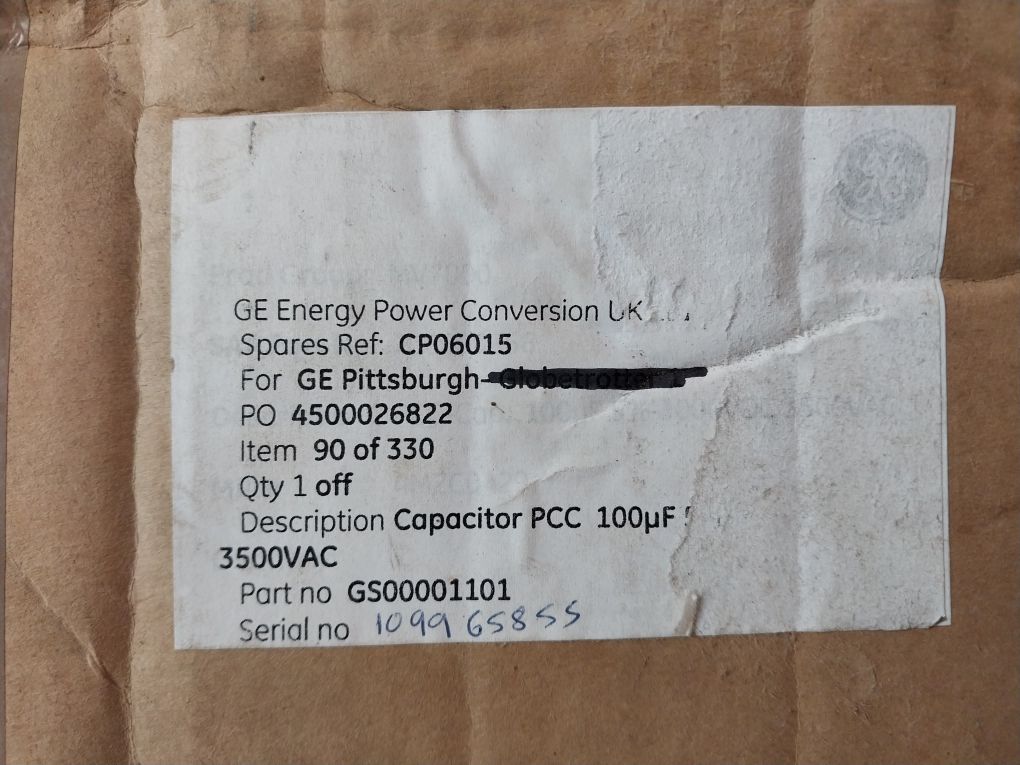 GE Energy Power Conversion UK
Spares Ref: CP06015
For GE Pittsburgh- Globetrotter
PO 4500026822
Item 90 of 330
Qty 1 off
Description Capacitor PCC 100µF
3500VAC
Part no GS00001101
Serial no 109965855